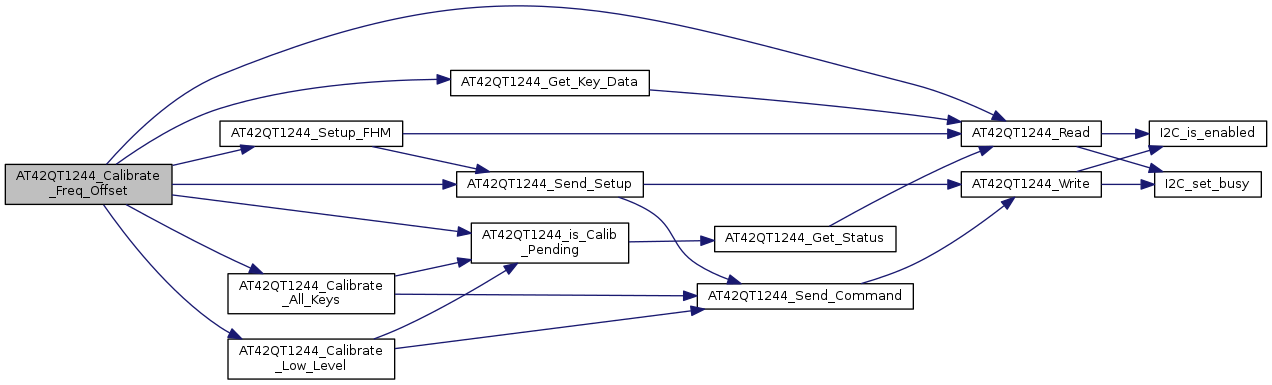 AT42QT1244_Calibrate
_Freq_Offset
AT42QT1244_Get_Key_Data
AT42QT1244_Setup_FHM
AT42QT1244_Send_Setup
AT42QT1244_is_Calib
_Pending
AT42QT1244_Calibrate
_All_Keys
AT42QT1244_Calibrate
_Low_Level
AT42QT1244_Get_Status
AT42QT1244_Send_Command
AT42QT1244_Read
AT42QT1244_Write
I2C_is_enabled
I2C_set_busy